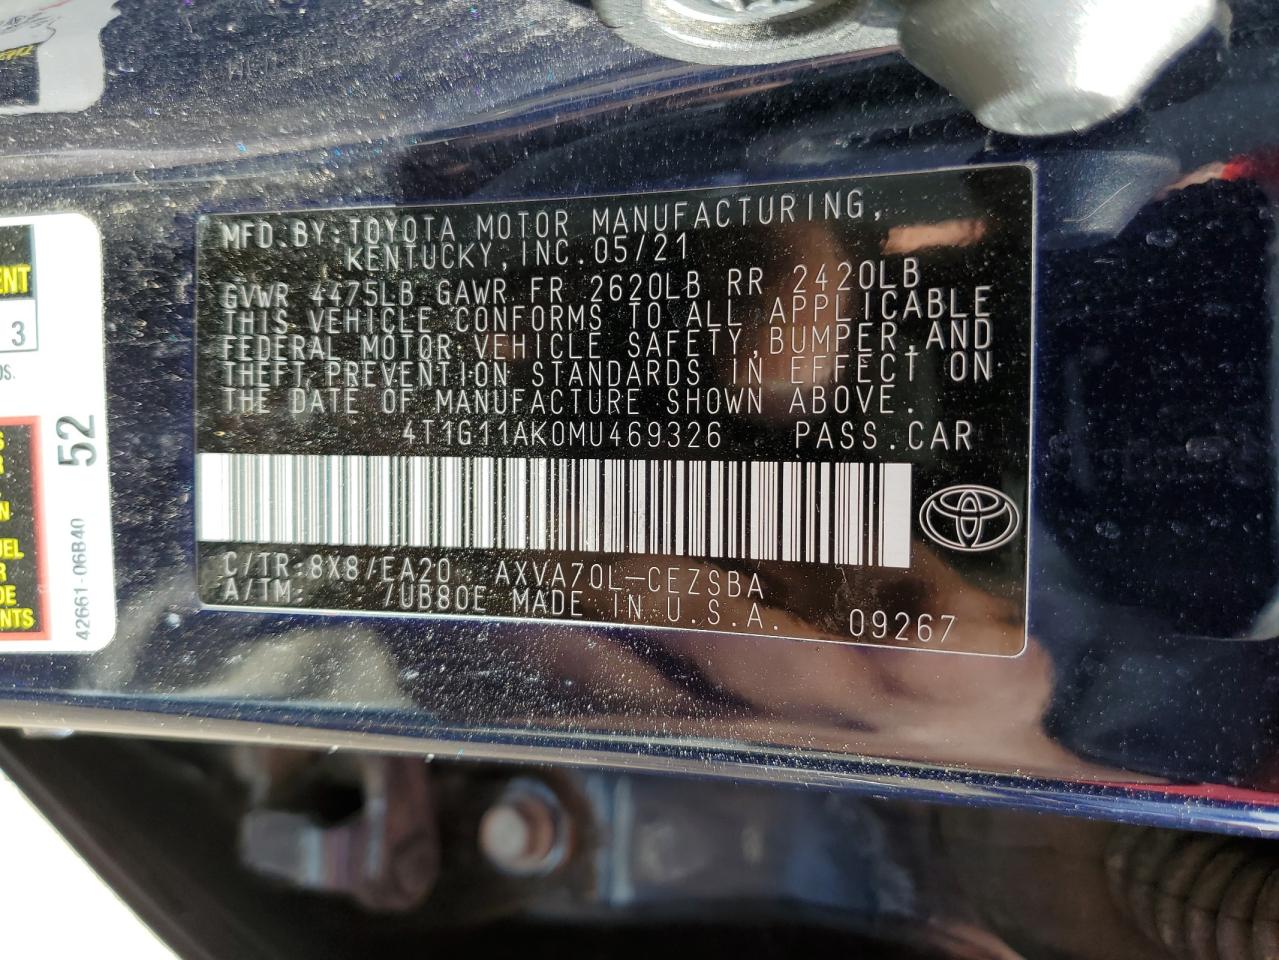 MFD.BY:TOYOTA MOTOR MANUFACTURING,
KENTUCKY, INC. 05/21
GVWR 4475LB GAWR FR 2620LB RR 2420LB
THIS VEHICLE CONFORMS TO ALL APPLICABLE
FEDERAL MOTOR VEHICLE SAFETY,BUMPER,AND
THEFT PREVENTION STANDARDS IN EFFECT ON
THE DATE OF MANUFACTURE SHOWN ABOVE.
4T1G11AK0MU469326 PASS.CAR
C/TR:8X8/EA20 AXVA70L-CEZSBA
A/TM: /UB80E MADE IN U.S.A. 09267
3
52
42661-06B40